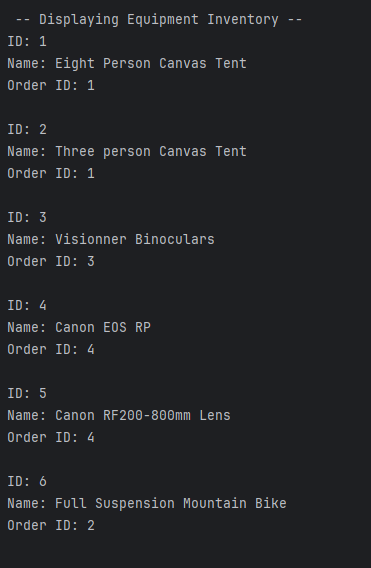 -- Displaying Equipment Inventory --
ID: 1
Name: Eight Person Canvas Tent
Order ID: 1
ID: 2
Name: Three person Canvas Tent
Order ID: 1
ID: 3
Name: Visionner Binoculars
Order ID: 3
ID: 4
Name: Canon EOS RP
Order ID: 4
ID: 5
Name: Canon RF200-800mm Lens
Order ID: 4
ID: 6
Name: Full Suspension Mountain Bike
Order ID: 2